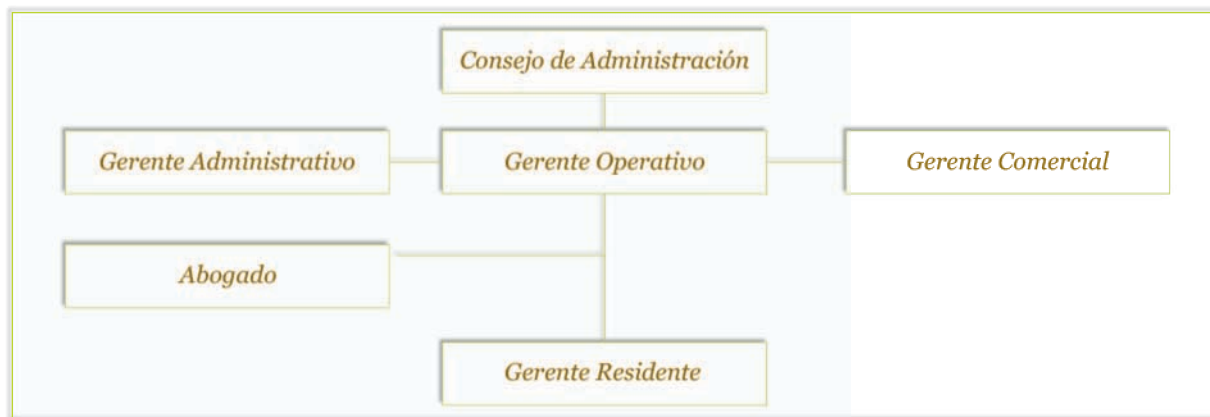 Consejo de Administración
Gerente Administrativo
Gerente Operativo
Gerente Comercial
Abogado
Gerente Residente